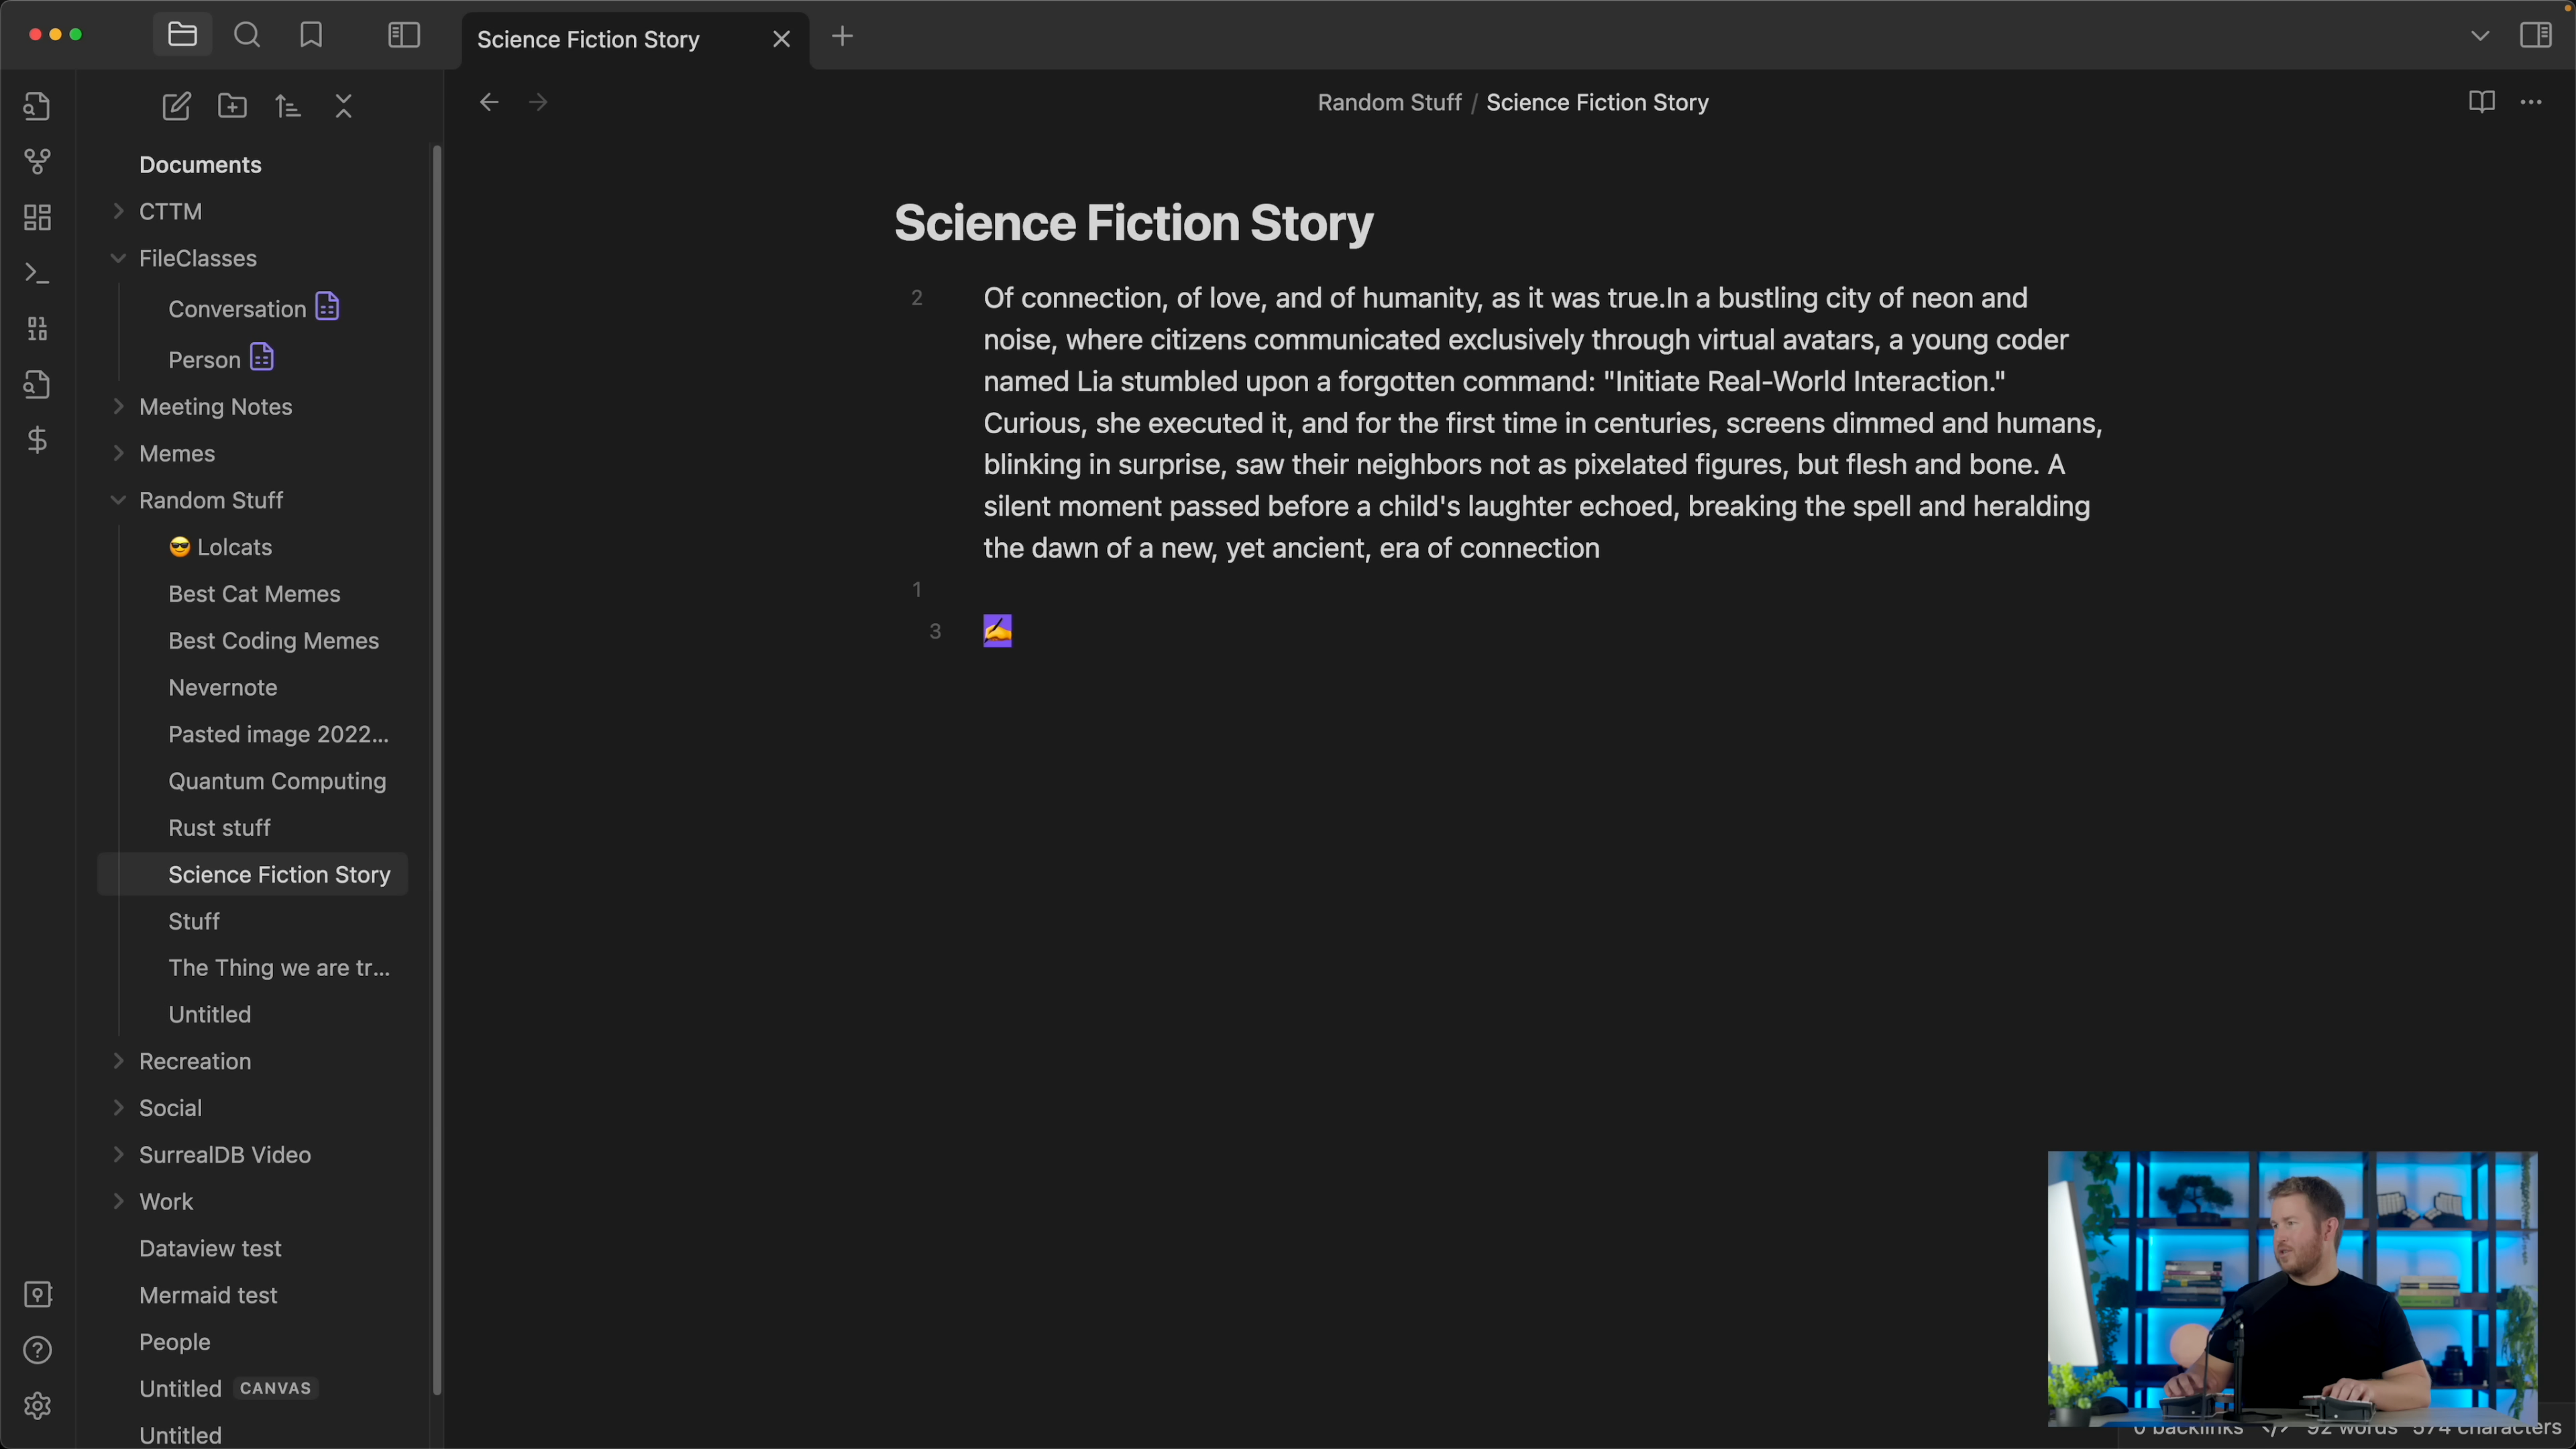 Science Fiction Story
Random Stuff / Science Fiction Story
Documents
CTTM
FileClasses
Conversation
Person
Meeting Notes
Memes
Random Stuff
😎 Lolcats
Best Cat Memes
Best Coding Memes
Nevernote
Pasted image 2022...
Quantum Computing
Rust stuff
Science Fiction Story
Stuff
The Thing we are tr...
Untitled
Recreation
Social
SurrealDB Video
Work
Dataview test
Mermaid test
People
Untitled CANVAS
Untitled
Science Fiction Story
2 Of connection, of love, and of humanity, as it was true.In a bustling city of neon and
noise, where citizens communicated exclusively through virtual avatars, a young coder
named Lia stumbled upon a forgotten command: "Initiate Real-World Interaction."
Curious, she executed it, and for the first time in centuries, screens dimmed and humans,
blinking in surprise, saw their neighbors not as pixelated figures, but flesh and bone. A
silent moment passed before a child's laughter echoed, breaking the spell and heralding
the dawn of a new, yet ancient, era of connection
1
3 ✍️
0 backlinks </> 92 words 574 characters